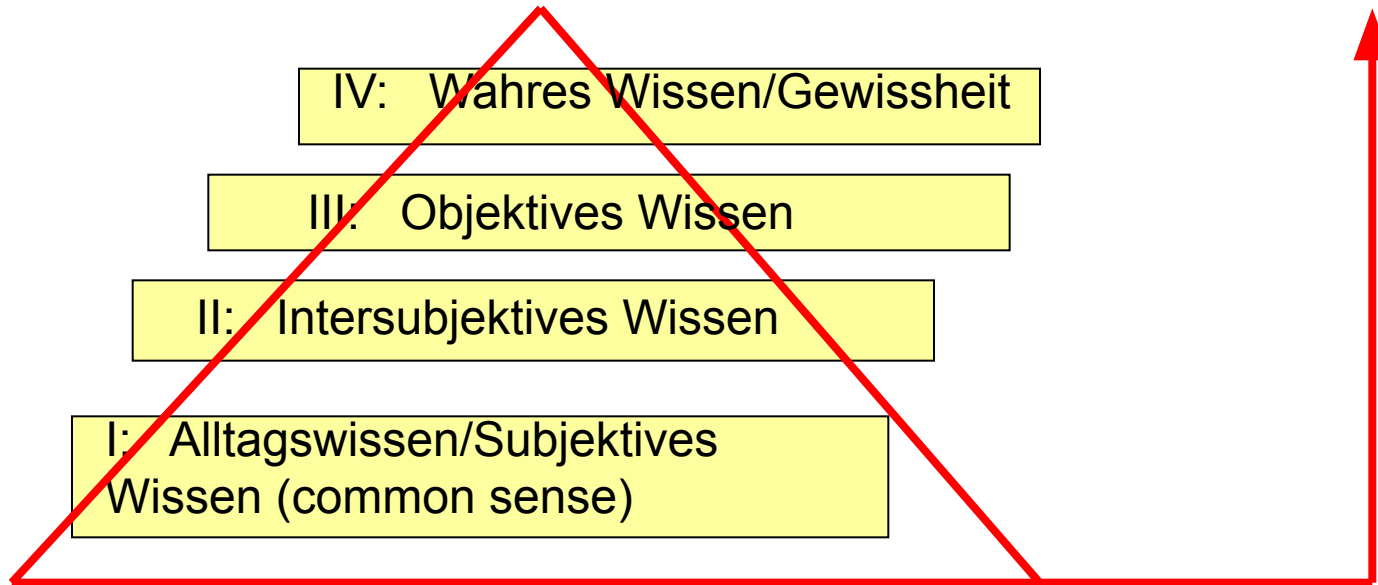 IV: Wahres Wissen/Gewissheit
III: Objektives Wissen
II: Intersubjektives Wissen
I: Alltagswissen/Subjektives
Wissen (common sense)